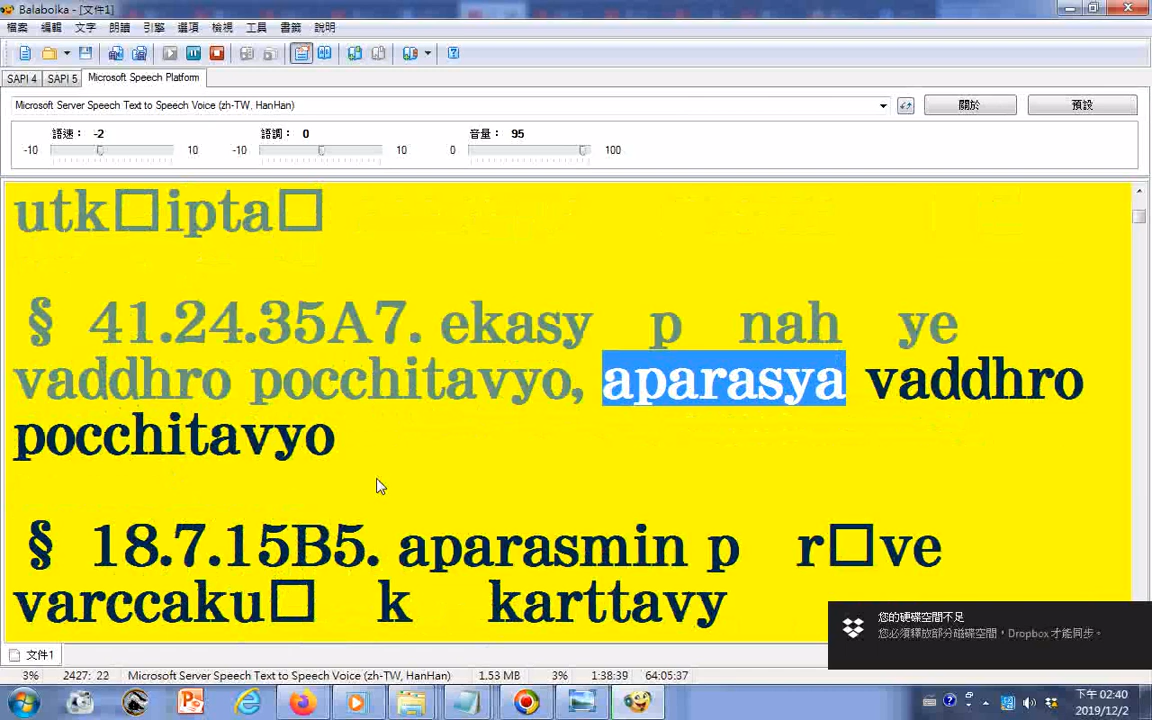 Balabolka - [文件1]
檔案 編輯 文字 朗讀 引擎 選項 檢視 工具 書籤 說明
SAPI 4 SAPI 5 Microsoft Speech Platform
Microsoft Server Speech Text to Speech Voice (zh-TW, HanHan) 關於 預設
語速： -2 語調： 0 音量： 95
-10 10 -10 10 0 100
utk□ipta□
§ 41.24.35A7. ekasy p nah ye
vaddhro pocchitavyo, aparasya vaddhro
pocchitavyo
§ 18.7.15B5. aparasmin p r□ve
varccaku□ k karttavy
您的硬碟空間不足
您必須釋放部分磁碟空間，Dropbox 才能同步。
文件1
3% 2427: 22 Microsoft Server Speech Text to Speech Voice (zh-TW, HanHan) 1.53 MB 3% 1:38:39 64:05:37
下午 02:40
2019/12/2